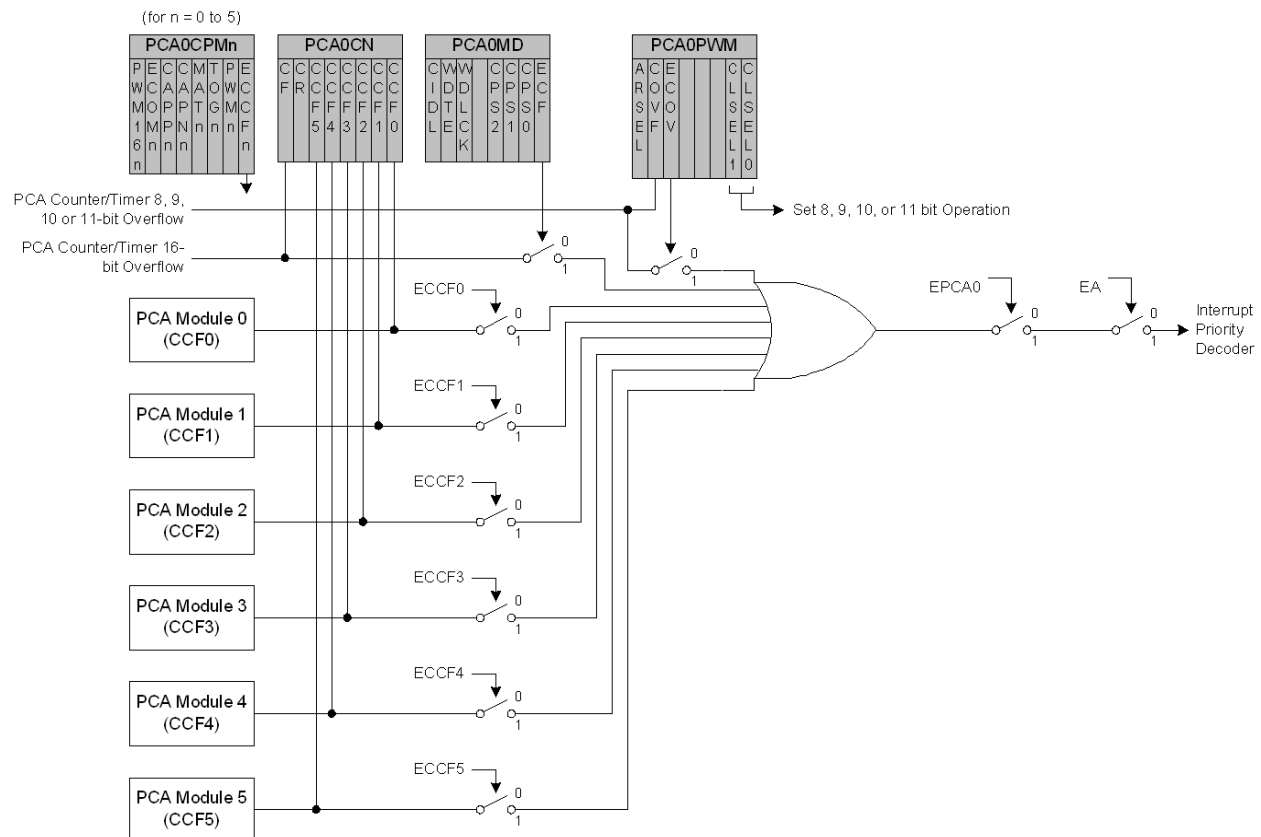 (for n = 0 to 5)
PCA0CPMn
PWM16n
ECOMn
CAPPn
CAPNn
MATn
TOGn
PWMn
ECCFn
PCA0CN
CF
CR
CCF5
CCF4
CCF3
CCF2
CCF1
CCF0
PCA0MD
CIDL
WDTE
WDLCK
CPS2
CPS1
CPS0
ECF
PCA0PWM
ARSEL
COVF
ECOV
CLSEL1
CLSEL0
PCA Counter/Timer 8, 9,
10 or 11-bit Overflow
Set 8, 9, 10, or 11 bit Operation
PCA Counter/Timer 16-
bit Overflow
0
1
0
1
PCA Module 0
(CCF0)
ECCF0
0
1
EPCA0
0
1
EA
0
1
Interrupt
Priority
Decoder
PCA Module 1
(CCF1)
ECCF1
0
1
PCA Module 2
(CCF2)
ECCF2
0
1
PCA Module 3
(CCF3)
ECCF3
0
1
PCA Module 4
(CCF4)
ECCF4
0
1
PCA Module 5
(CCF5)
ECCF5
0
1